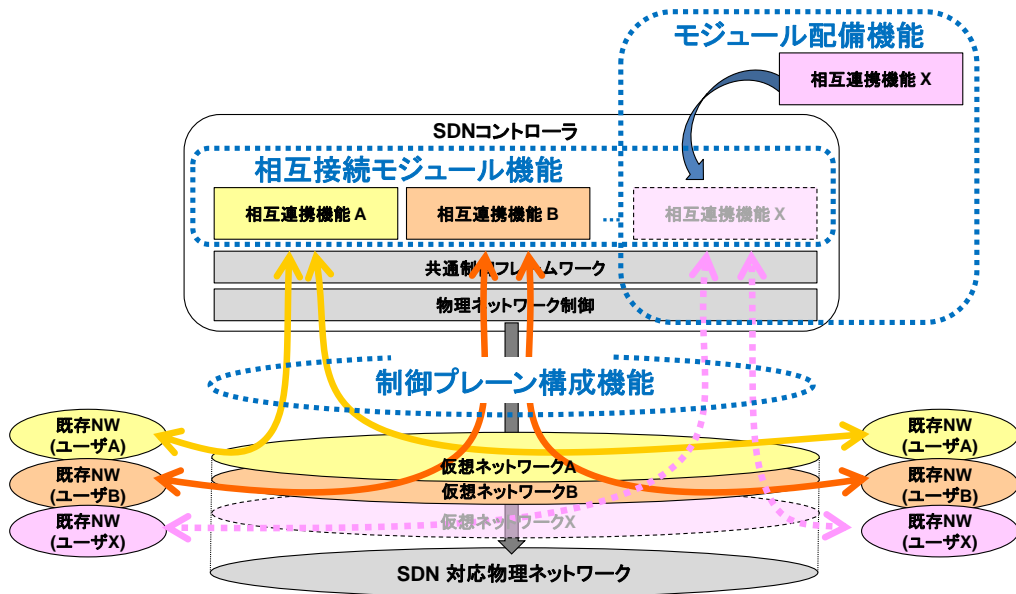 モジュール配備機能
相互連携機能 X
SDNコントローラ
相互接続モジュール機能
相互連携機能 A
相互連携機能 B
...
相互連携機能 X
共通制御フレームワーク
物理ネットワーク制御
制御プレーン構成機能
既存NW
(ユーザA)
既存NW
(ユーザB)
既存NW
(ユーザX)
仮想ネットワークA
仮想ネットワークB
仮想ネットワークX
既存NW
(ユーザA)
既存NW
(ユーザB)
既存NW
(ユーザX)
SDN 対応物理ネットワーク